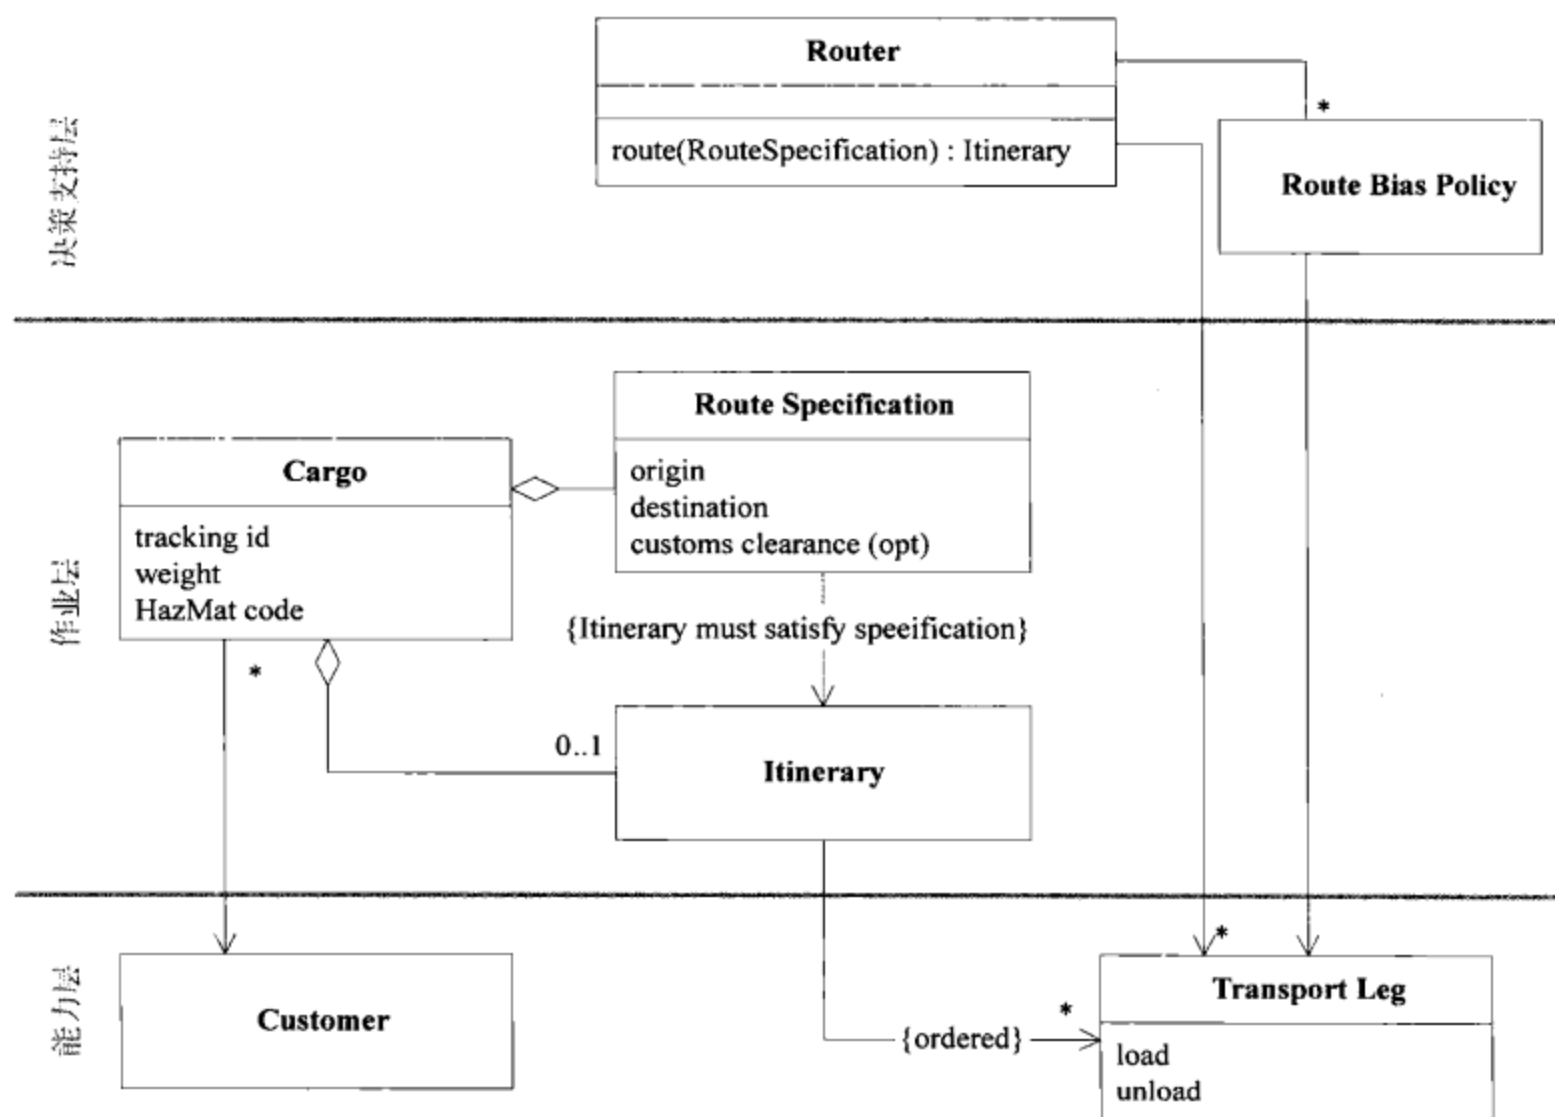 决策支持层
Router
route(RouteSpecification) : Itinerary
*
Route Bias Policy
作业层
Route Specification
origin
destination
customs clearance (opt)
Cargo
tracking id
weight
HazMat code
{Itinerary must satisfy speeification}
*
0..1
Itinerary
能力层
Customer
*
Transport Leg
load
unload
*
{ordered}